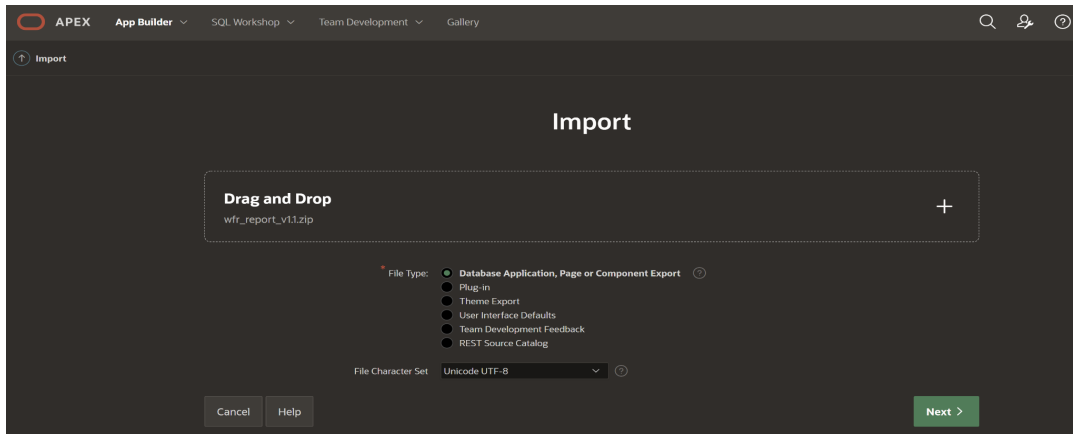 APEX App Builder SQL Workshop Team Development Gallery
Import
Import
Drag and Drop
wfr_report_v1.1.zip
* File Type: Database Application, Page or Component Export ?
Plug-in
Theme Export
User Interface Defaults
Team Development Feedback
REST Source Catalog
File Character Set Unicode UTF-8 ?
Cancel Help Next >